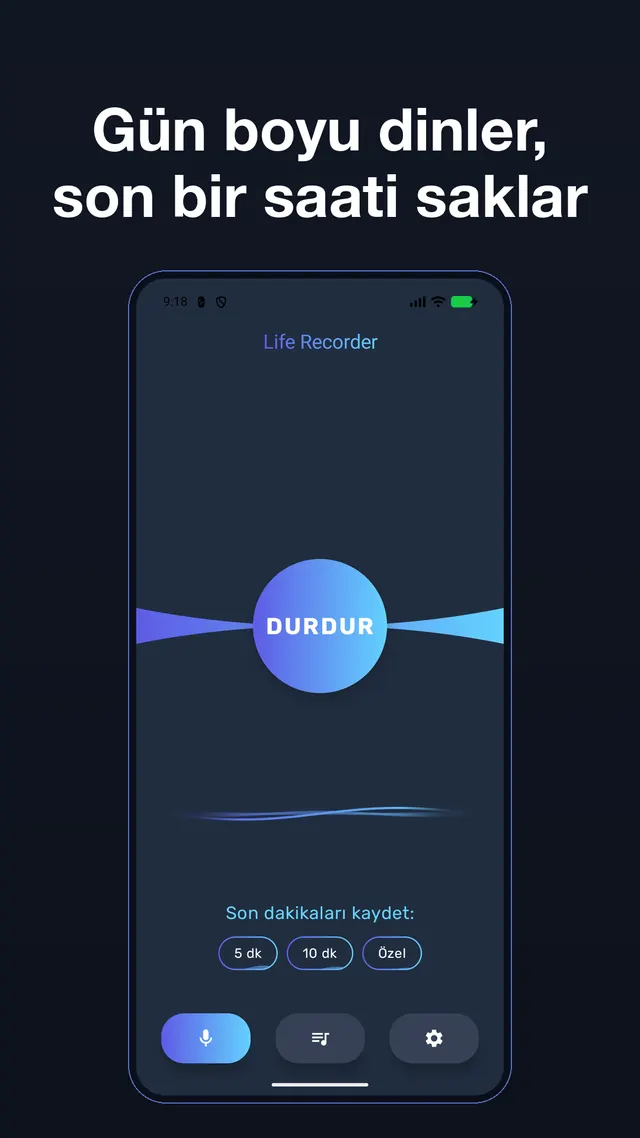 Gün boyu dinler,
son bir saati saklar
9:18
Life Recorder
DURDUR
Son dakikaları kaydet:
5 dk
10 dk
Özel